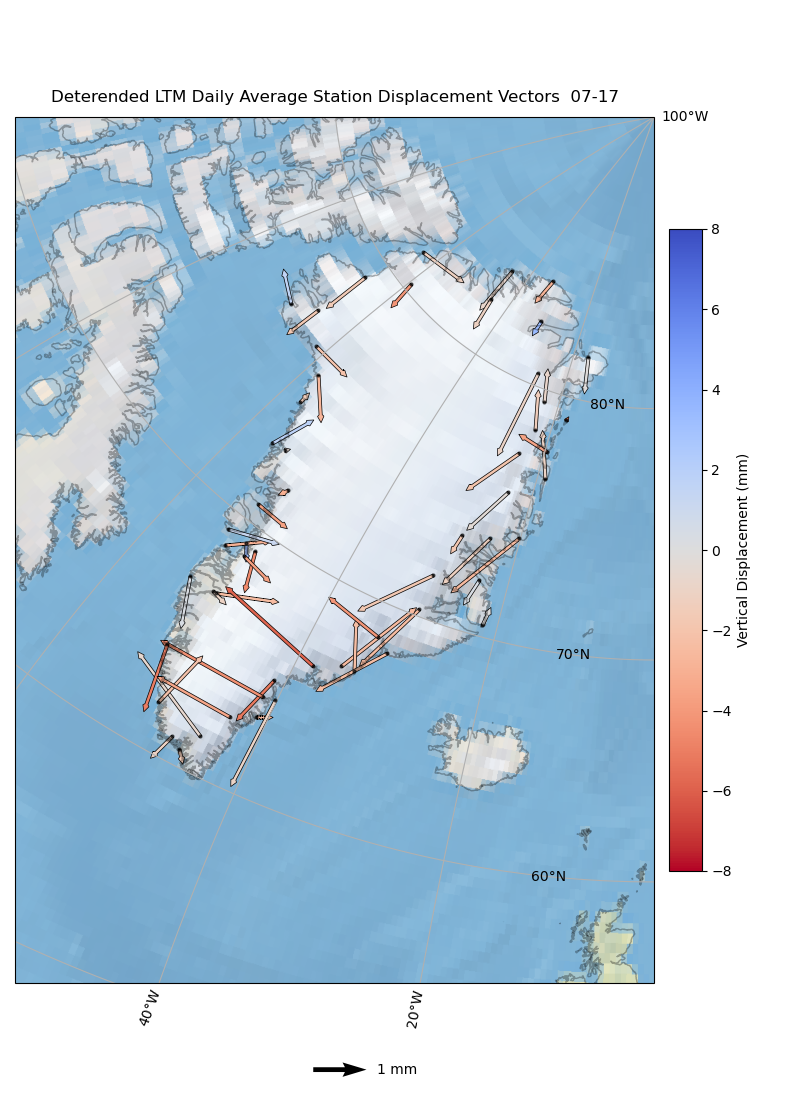 Deterended LTM Daily Average Station Displacement Vectors  07-17
100°W
80°N
70°N
60°N
40°W
20°W
8
6
4
2
0
−2
−4
−6
−8
Vertical Displacement (mm)
1 mm